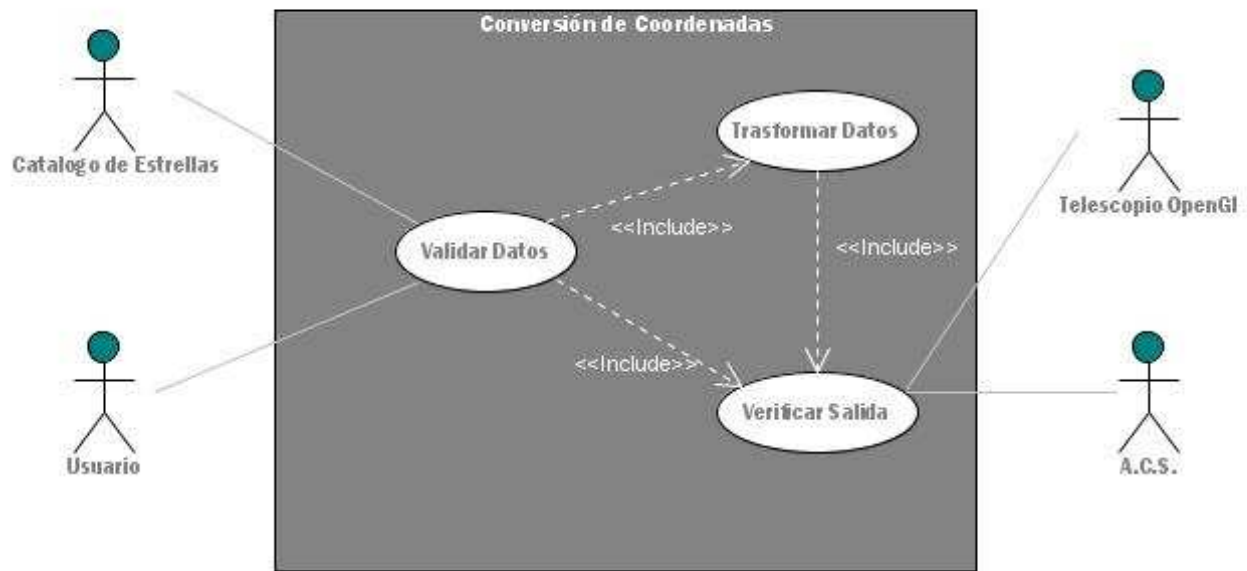 Conversión de Coordenadas
Catalogo de Estrellas
Trasformar Datos
Telescopio OpenGl
<<Include>>
<<Include>>
Validar Datos
<<Include>>
Verificar Salida
Usuario
A.C.S.